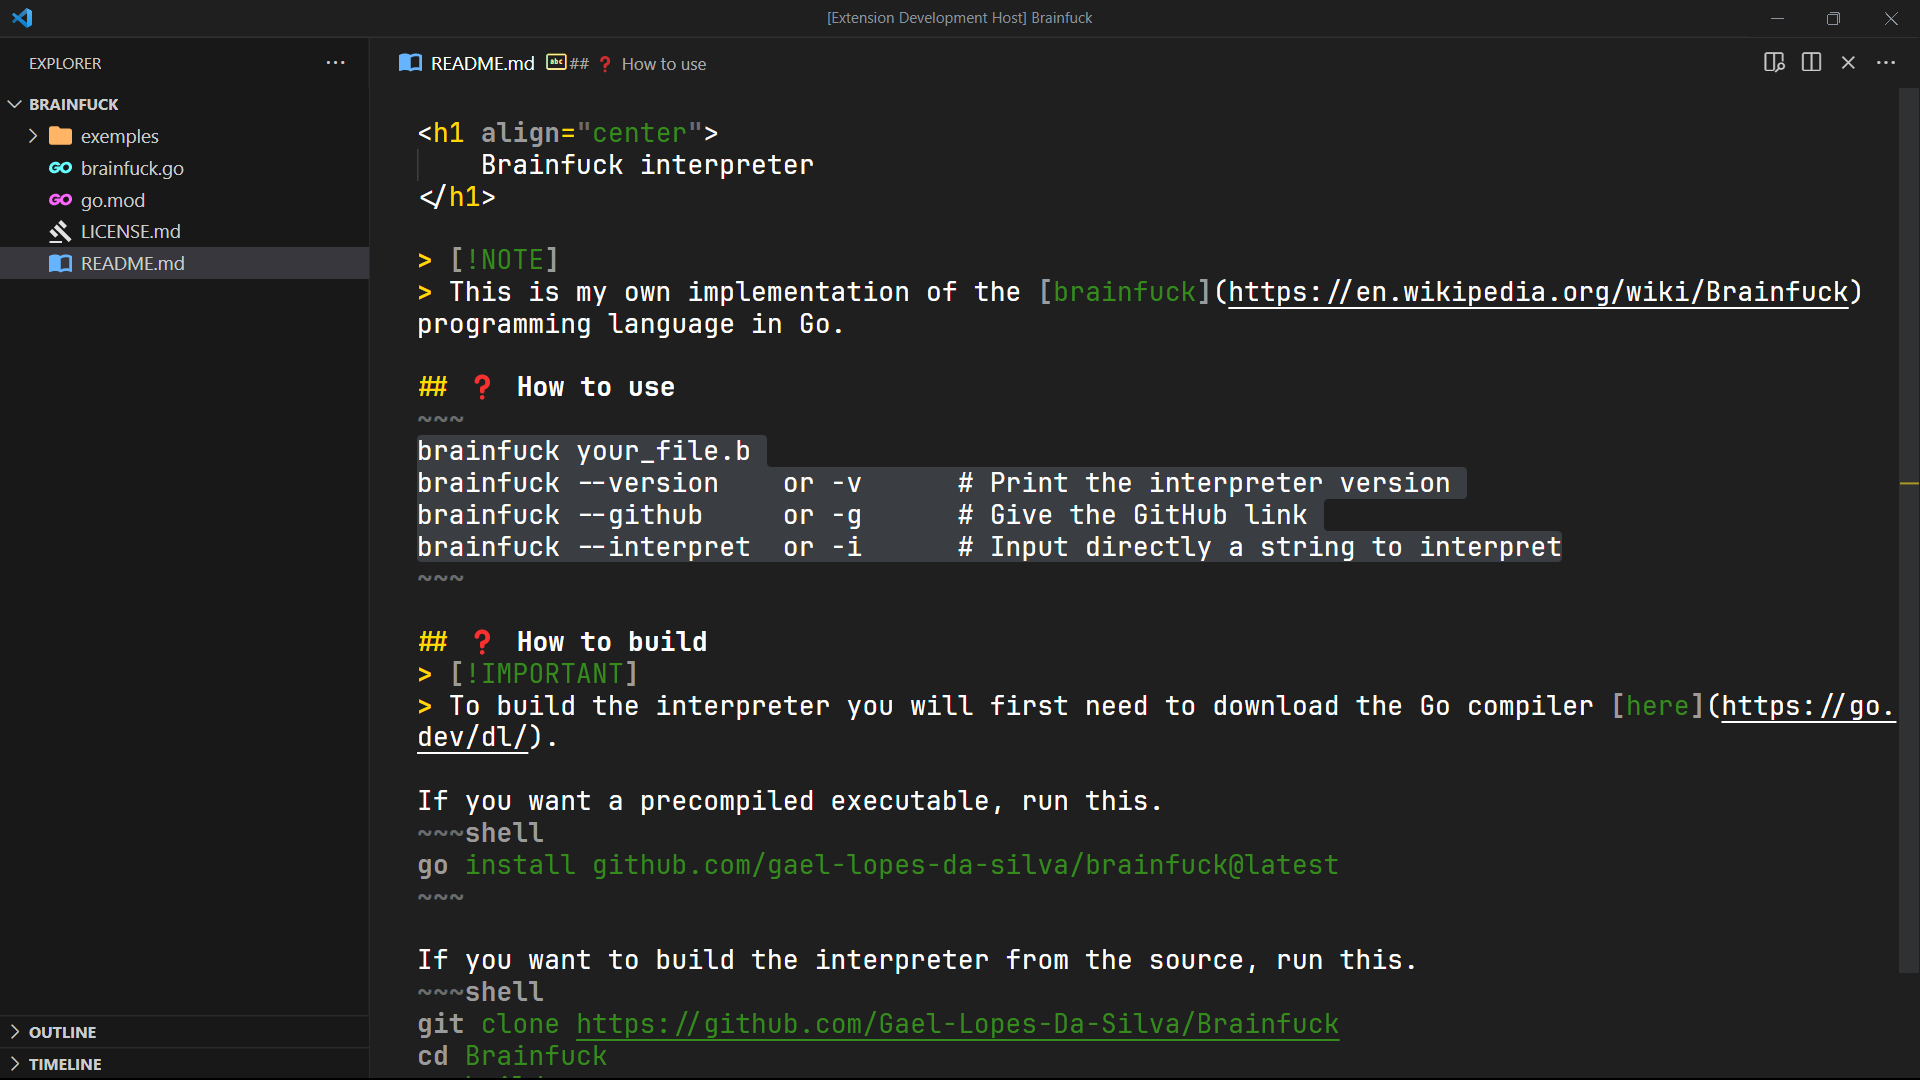 [Extension Development Host] Brainfuck
EXPLORER
BRAINFUCK
exemples
brainfuck.go
go.mod
LICENSE.md
README.md
OUTLINE
TIMELINE
README.md ## ❓ How to use
<h1 align="center">
    Brainfuck interpreter
</h1>
> [!NOTE]
> This is my own implementation of the [brainfuck](https://en.wikipedia.org/wiki/Brainfuck)
programming language in Go.
## ❓ How to use
~~~
brainfuck your_file.b
brainfuck --version    or -v      # Print the interpreter version
brainfuck --github     or -g      # Give the GitHub link
brainfuck --interpret  or -i      # Input directly a string to interpret
~~~
## ❓ How to build
> [!IMPORTANT]
> To build the interpreter you will first need to download the Go compiler [here](https://go.
dev/dl/).
If you want a precompiled executable, run this.
~~~shell
go install github.com/gael-lopes-da-silva/brainfuck@latest
~~~
If you want to build the interpreter from the source, run this.
~~~shell
git clone https://github.com/Gael-Lopes-Da-Silva/Brainfuck
cd Brainfuck